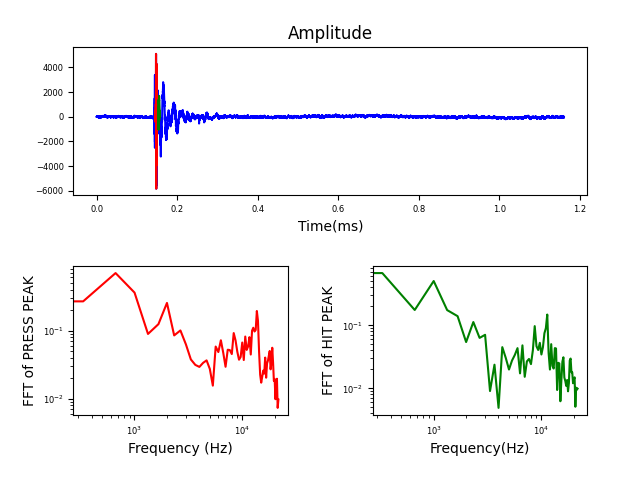 Amplitude
4000
2000
0
−2000
−4000
−6000
0.0 0.2 0.4 0.6 0.8 1.0 1.2
Time(ms)
FFT of PRESS PEAK
10⁻¹
10⁻²
10³ 10⁴
Frequency (Hz)
FFT of HIT PEAK
10⁻¹
10⁻²
10³ 10⁴
Frequency(Hz)